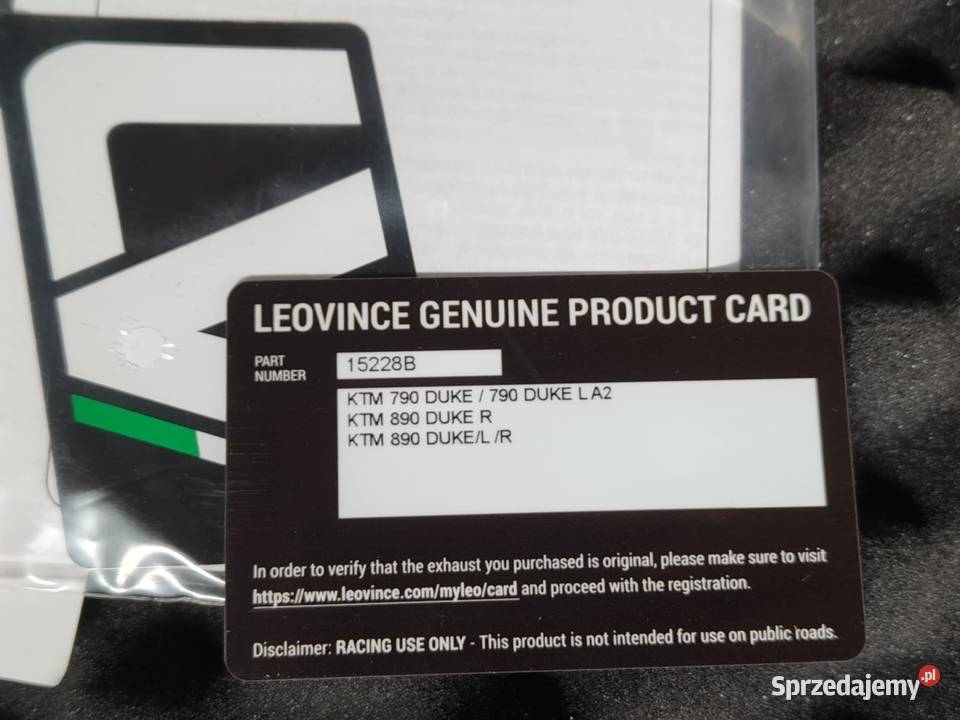 LEOVINCE GENUINE PRODUCT CARD
PART
NUMBER
15228B
KTM 790 DUKE / 790 DUKE L A2
KTM 890 DUKE R
KTM 890 DUKE/L /R
In order to verify that the exhaust you purchased is original, please make sure to visit
https://www.leovince.com/myleo/card and proceed with the registration.
Disclaimer: RACING USE ONLY - This product is not intended for use on public roads.
Sprzedajemy.pl